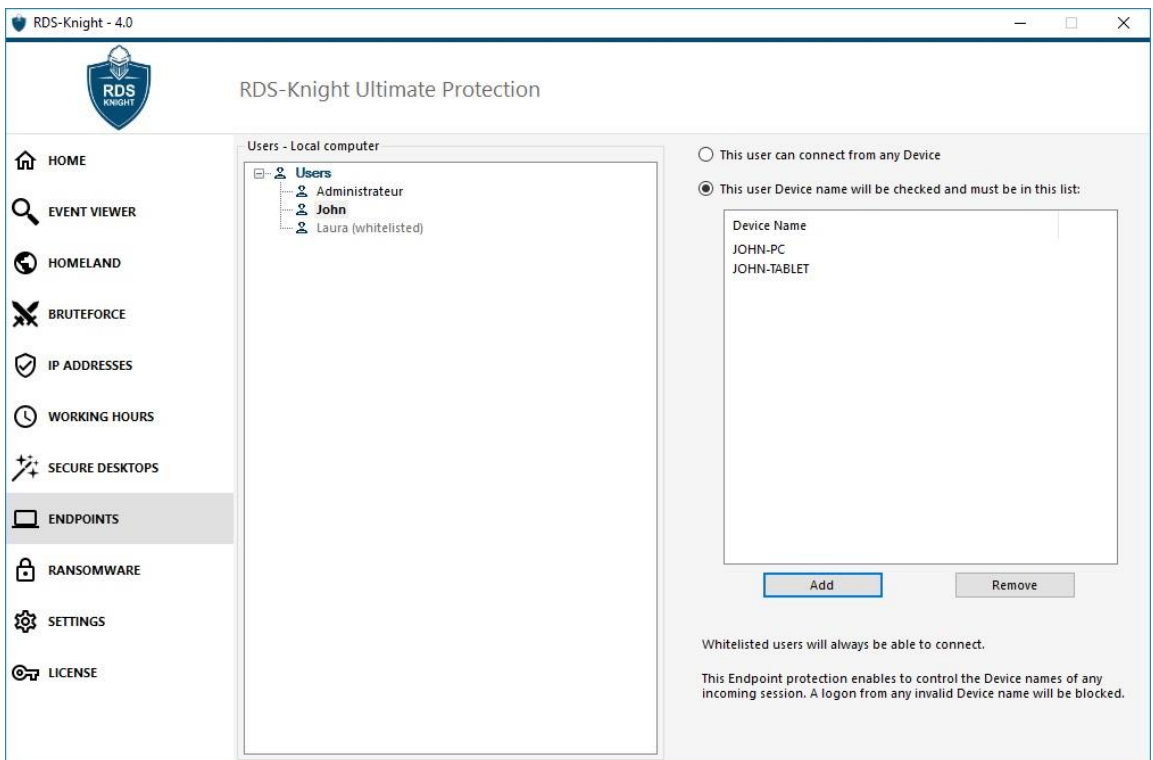 RDS-Knight - 4.0
RDS
KNIGHT
RDS-Knight Ultimate Protection
HOME
EVENT VIEWER
HOMELAND
BRUTEFORCE
IP ADDRESSES
WORKING HOURS
SECURE DESKTOPS
ENDPOINTS
RANSOMWARE
SETTINGS
LICENSE
Users - Local computer
Users
Administrateur
John
Laura (whitelisted)
This user can connect from any Device
This user Device name will be checked and must be in this list:
Device Name
JOHN-PC
JOHN-TABLET
Add
Remove
Whitelisted users will always be able to connect.
This Endpoint protection enables to control the Device names of any
incoming session. A logon from any invalid Device name will be blocked.